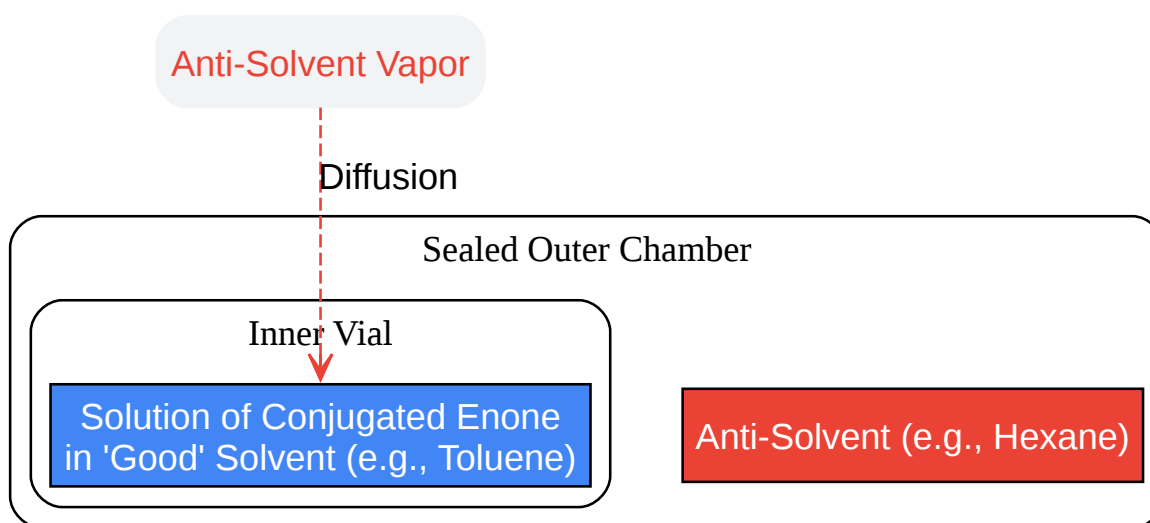 Anti-Solvent Vapor
Diffusion
Sealed Outer Chamber
Inner Vial
Solution of Conjugated Enone
in 'Good' Solvent (e.g., Toluene)
Anti-Solvent (e.g., Hexane)